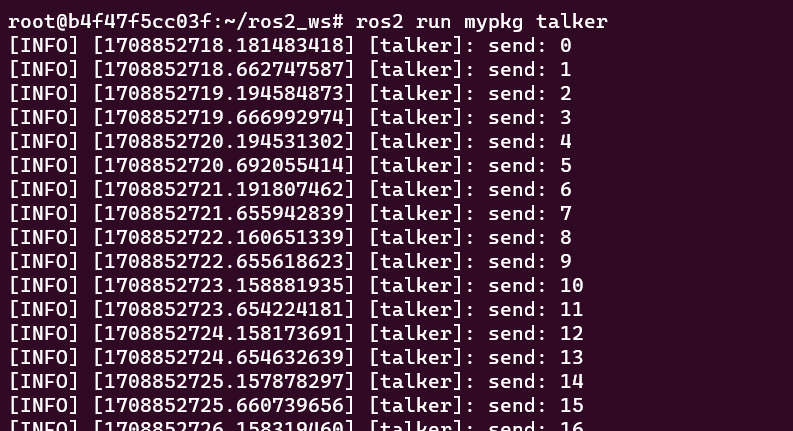 root@b4f47f5cc03f:~/ros2_ws# ros2 run mypkg talker
[INFO] [1708852718.181483418] [talker]: send: 0
[INFO] [1708852718.662747587] [talker]: send: 1
[INFO] [1708852719.194584873] [talker]: send: 2
[INFO] [1708852719.666992974] [talker]: send: 3
[INFO] [1708852720.194531302] [talker]: send: 4
[INFO] [1708852720.692055414] [talker]: send: 5
[INFO] [1708852721.191807462] [talker]: send: 6
[INFO] [1708852721.655942839] [talker]: send: 7
[INFO] [1708852722.160651339] [talker]: send: 8
[INFO] [1708852722.655618623] [talker]: send: 9
[INFO] [1708852723.158881935] [talker]: send: 10
[INFO] [1708852723.654224181] [talker]: send: 11
[INFO] [1708852724.158173691] [talker]: send: 12
[INFO] [1708852724.654632639] [talker]: send: 13
[INFO] [1708852725.157878297] [talker]: send: 14
[INFO] [1708852725.660739656] [talker]: send: 15
[INFO] [1708852726.158319460] [talker]: send: 16